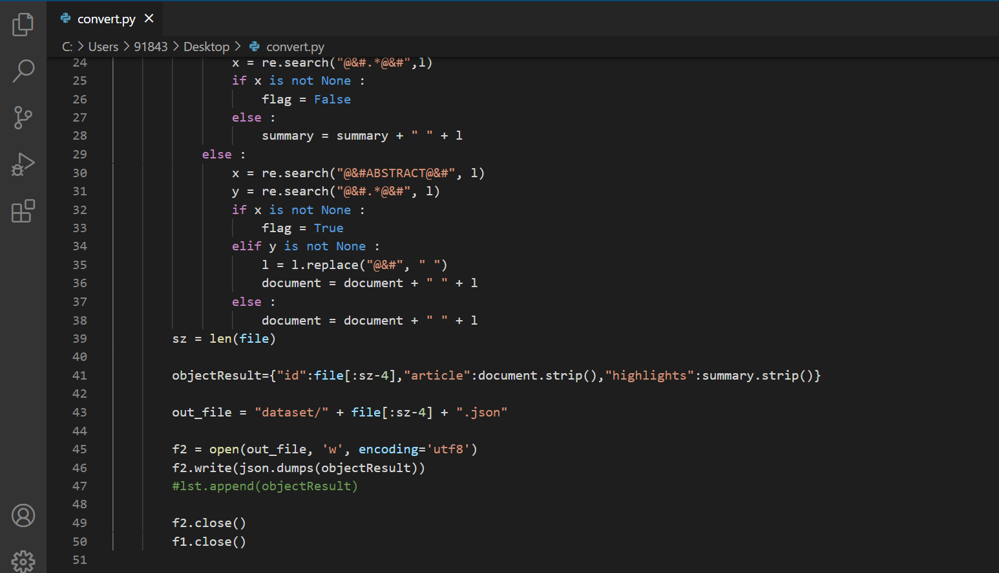 convert.py
C: > Users > 91843 > Desktop > convert.py
24 x = re.search("@&#.*@&#",l)
25 if x is not None :
26 flag = False
27 else :
28 summary = summary + " " + l
29 else :
30 x = re.search("@&#ABSTRACT@&#", l)
31 y = re.search("@&#.*@&#", l)
32 if x is not None :
33 flag = True
34 elif y is not None :
35 l = l.replace("@&#", " ")
36 document = document + " " + l
37 else :
38 document = document + " " + l
39 sz = len(file)
40
41 objectResult={"id":file[:sz-4],"article":document.strip(),"highlights":summary.strip()}
42
43 out_file = "dataset/" + file[:sz-4] + ".json"
44
45 f2 = open(out_file, 'w', encoding='utf8')
46 f2.write(json.dumps(objectResult))
47 #lst.append(objectResult)
48
49 f2.close()
50 f1.close()
51